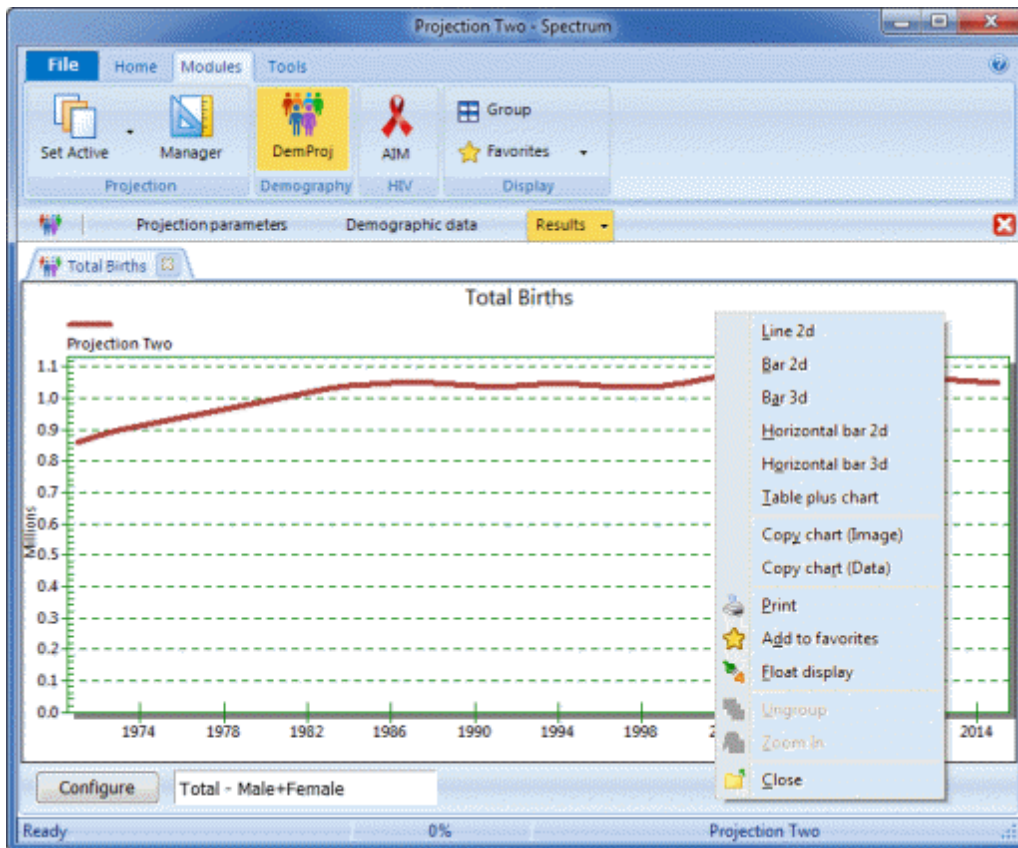 Projection Two - Spectrum
File Home Modules Tools
Set Active Manager DemProj AIM Group
Favorites
Projection Demography HIV Display
Projection parameters Demographic data Results
Total Births
Total Births
Projection Two
Millions
1.1
1.0
0.9
0.8
0.7
0.6
0.5
0.4
0.3
0.2
0.1
0.0
1974 1978 1982 1986 1990 1994 1998 2014
Line 2d
Bar 2d
Bar 3d
Horizontal bar 2d
Horizontal bar 3d
Table plus chart
Copy chart (Image)
Copy chart (Data)
Print
Add to favorites
Float display
Ungroup
Zoom In
Close
Configure Total - Male+Female
Ready 0% Projection Two